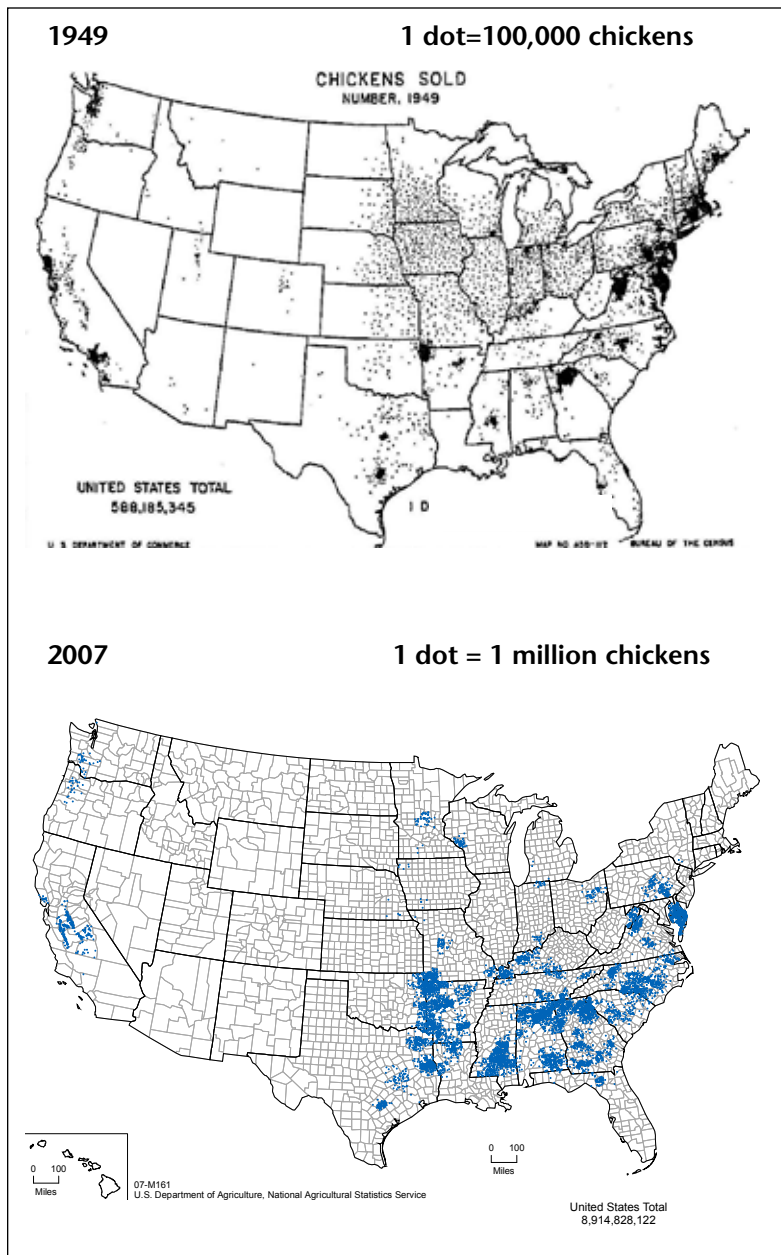 1949 1 dot=100,000 chickens
CHICKENS SOLD
NUMBER, 1949
UNITED STATES TOTAL
588,185,345
1 D
U. S. DEPARTMENT OF COMMERCE
BUREAU OF THE CENSUS
2007 1 dot = 1 million chickens
0 100
Miles
0 100
Miles
07-M161
U.S. Department of Agriculture, National Agricultural Statistics Service
United States Total
8,914,828,122